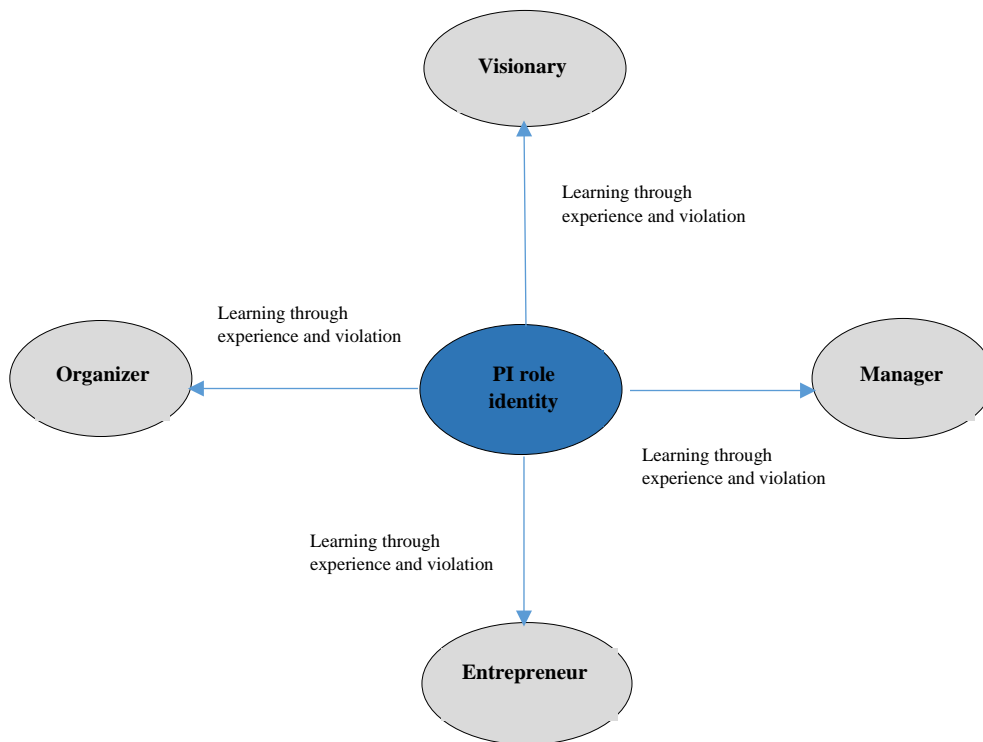 Visionary
Learning through
experience and violation
Learning through
experience and violation
Organizer
PI role
identity
Manager
Learning through
experience and violation
Learning through
experience and violation
Entrepreneur